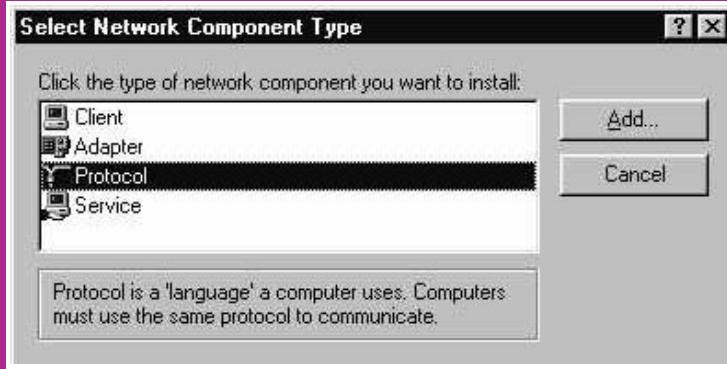 Select Network Component Type
Click the type of network component you want to install:
Client
Adapter
Protocol
Service
Add...
Cancel
Protocol is a 'language' a computer uses. Computers
must use the same protocol to communicate.